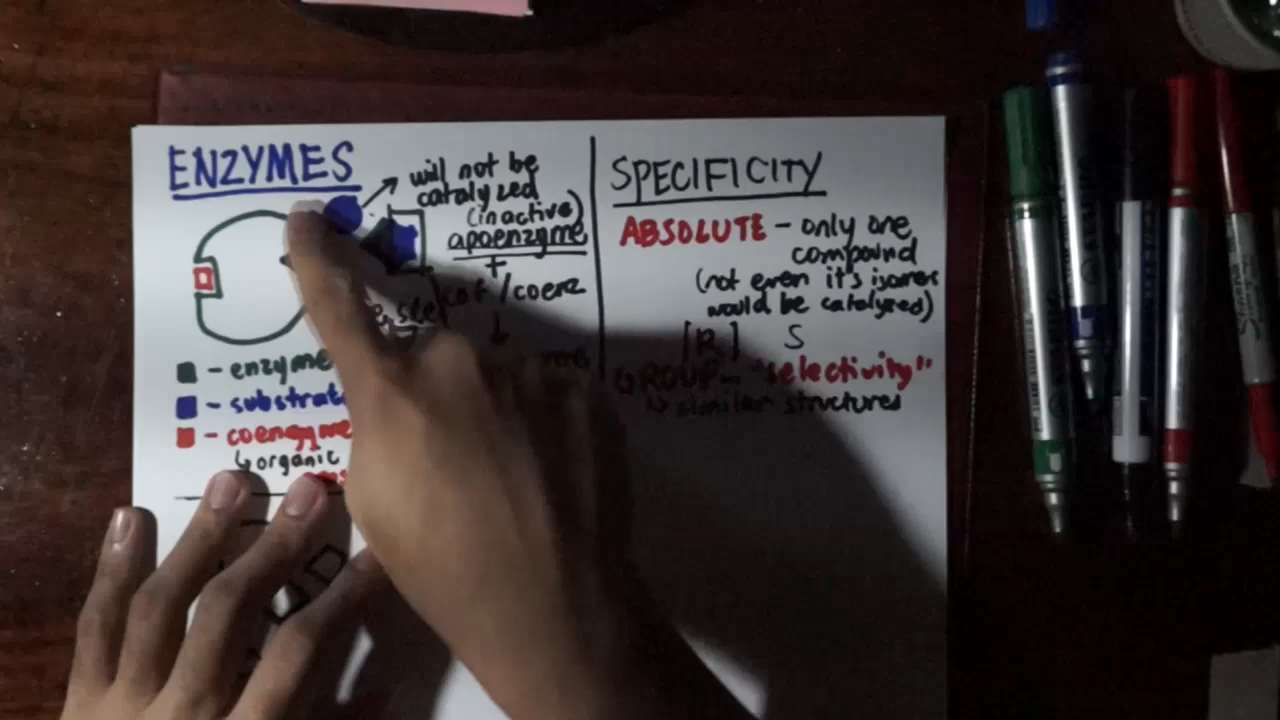 ENZYMES
will not be
catalyzed
(inactive)
apoenzyme
+
cof/coenz
↓
- enzyme
- substrate
- coenzyme
↳organic
SPECIFICITY
ABSOLUTE - only one
compound
(not even it's isomers
would be catalyzed)
[R] S
GROUP - "selectivity"
↳ similar structures